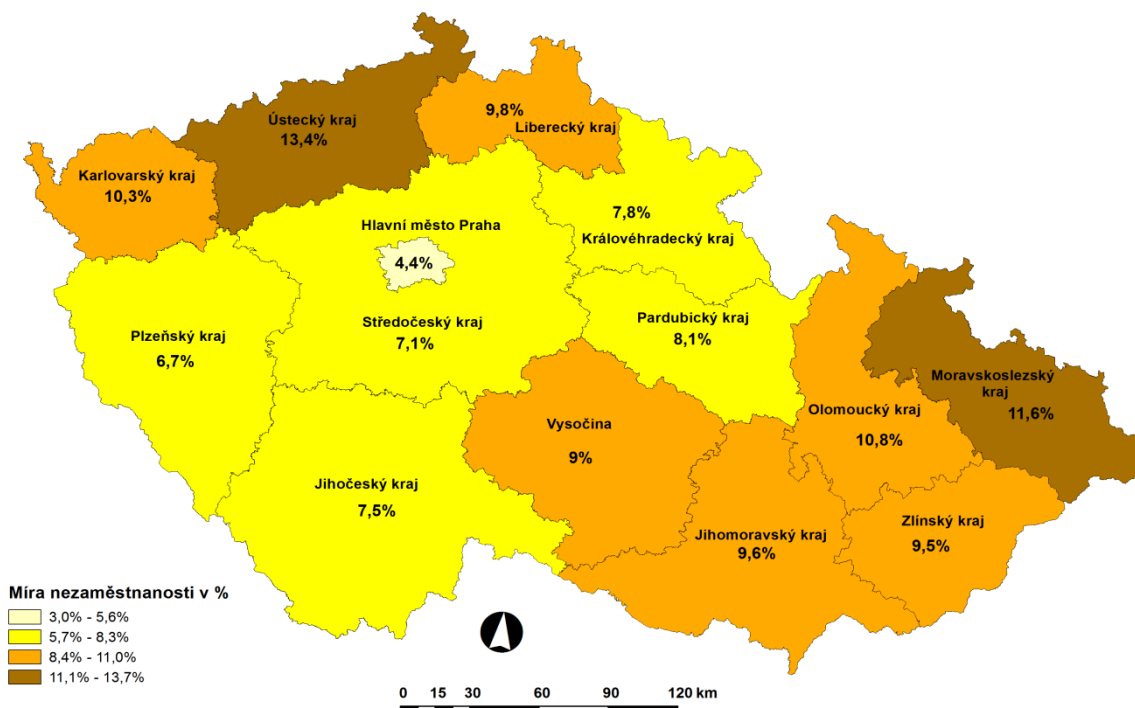 9,8%
Liberecký kraj
Ústecký kraj
13,4%
Karlovarský kraj
10,3%
7,8%
Královéhradecký kraj
Hlavní město Praha
4,4%
Plzeňský kraj
6,7%
Středočeský kraj
7,1%
Pardubický kraj
8,1%
Moravskoslezský
kraj
11,6%
Olomoucký kraj
10,8%
Vysočina
9%
Jihočeský kraj
7,5%
Jihomoravský kraj
9,6%
Zlínský kraj
9,5%
Míra nezaměstnanosti v %
3,0% - 5,6%
5,7% - 8,3%
8,4% - 11,0%
11,1% - 13,7%
0 15 30 60 90 120 km